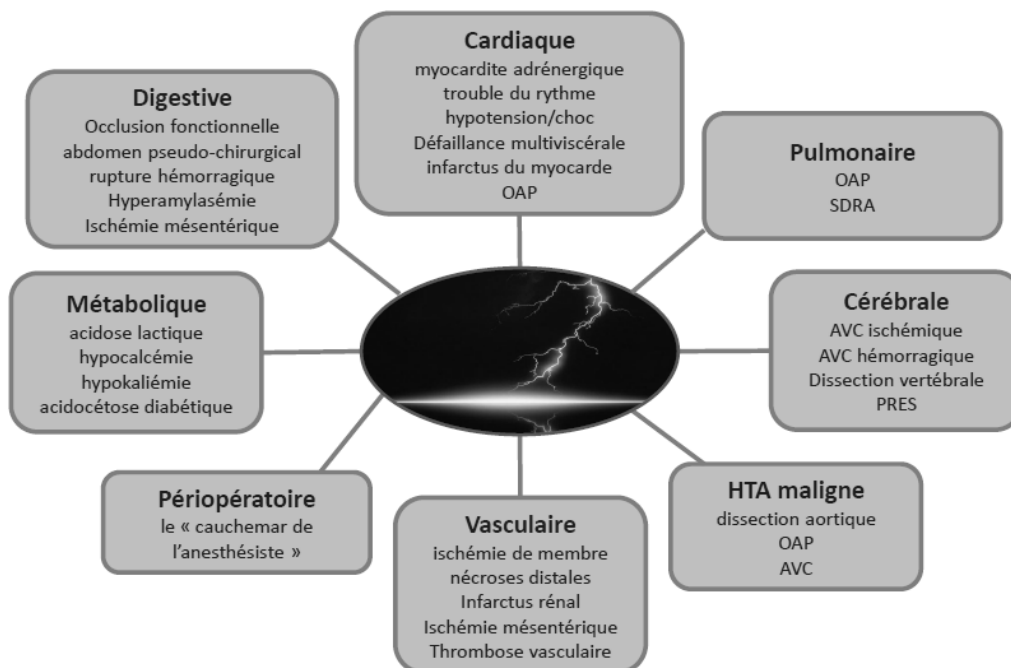 Cardiaque
myocardite adrénergique
trouble du rythme
hypotension/choc
Défaillance multiviscérale
infarctus du myocarde
OAP
Digestive
Occlusion fonctionnelle
abdomen pseudo-chirurgical
rupture hémorragique
Hyperamylasémie
Ischémie mésentérique
Pulmonaire
OAP
SDRA
Métabolique
acidose lactique
hypocalcémie
hypokaliémie
acidocétose diabétique
Cérébrale
AVC ischémique
AVC hémorragique
Dissection vertébrale
PRES
Périopératoire
le « cauchemar de
l’anesthésiste »
Vasculaire
ischémie de membre
nécroses distales
Infarctus rénal
Ischémie mésentérique
Thrombose vasculaire
HTA maligne
dissection aortique
OAP
AVC